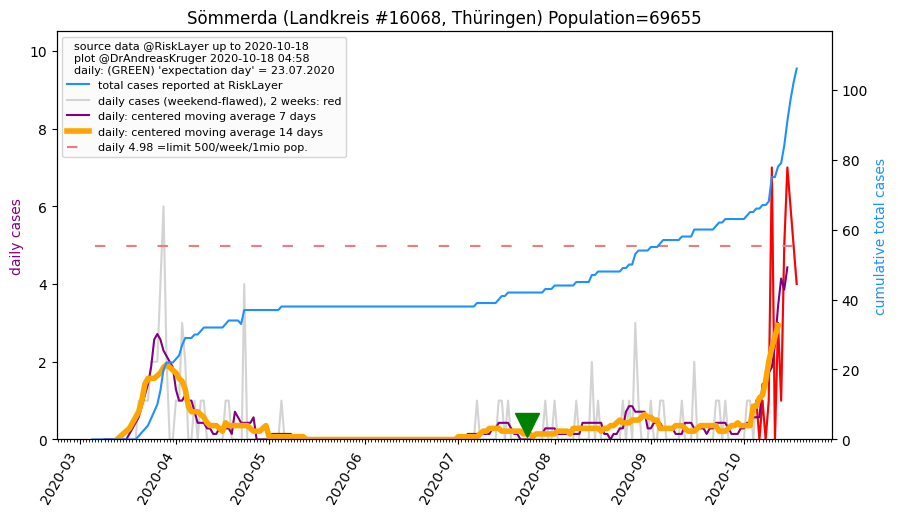 Sömmerda (Landkreis #16068, Thüringen) Population=69655
source data @RiskLayer up to 2020-10-18
plot @DrAndreasKruger 2020-10-18 04:58
daily: (GREEN) 'expectation day' = 23.07.2020
total cases reported at RiskLayer
daily cases (weekend-flawed), 2 weeks: red
daily: centered moving average 7 days
daily: centered moving average 14 days
daily 4.98 =limit 500/week/1mio pop.
daily cases
10
8
6
4
2
0
cumulative total cases
100
80
60
40
20
0
2020-03
2020-04
2020-05
2020-06
2020-07
2020-08
2020-09
2020-10